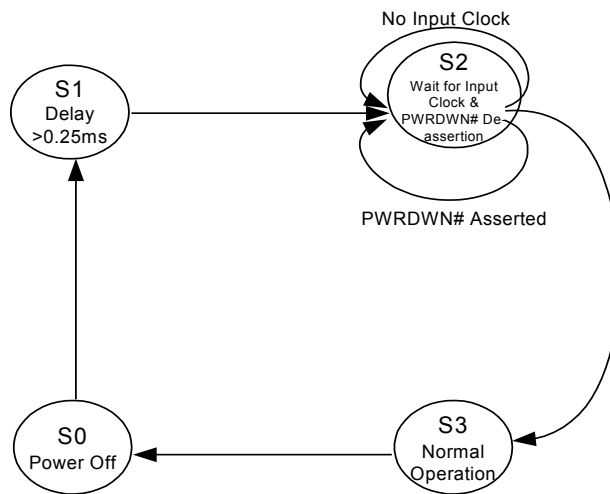 No Input Clock
S1
Delay
>0.25ms
S2
Wait for Input
Clock &
PWRDWN# De-
assertion
PWRDWN# Asserted
S0
Power Off
S3
Normal
Operation